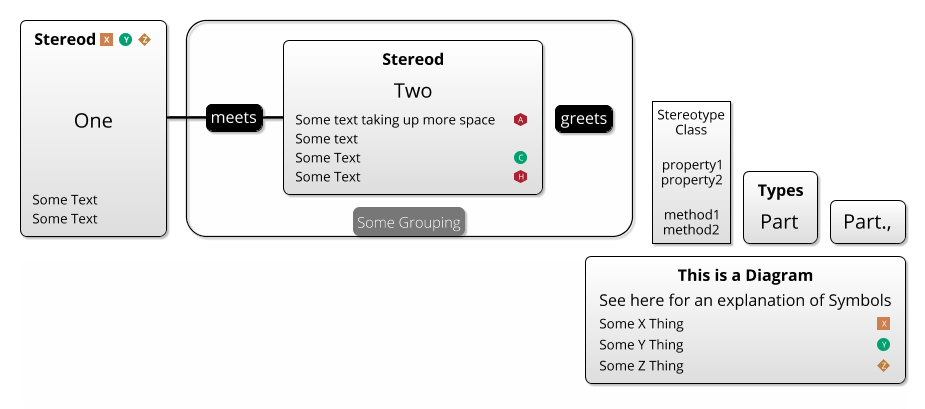 Stereod X Y Z
One
Some Text
Some Text
meets
Stereod
Two
Some text taking up more space A
Some text
Some Text C
Some Text H
greets
Some Grouping
Stereotype
Class
property1
property2
method1
method2
Types
Part
Part.,
This is a Diagram
See here for an explanation of Symbols
Some X Thing X
Some Y Thing Y
Some Z Thing Z